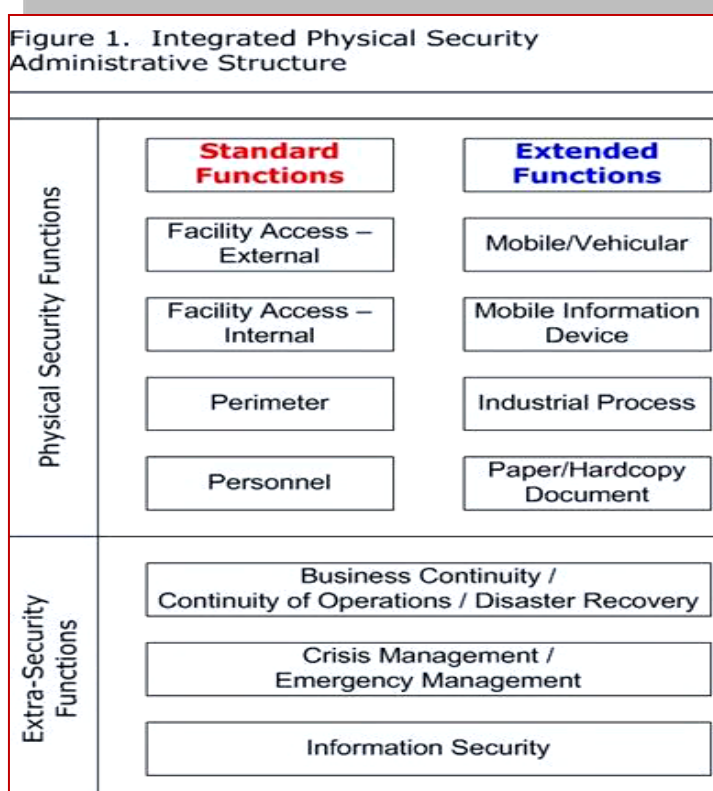 Figure 1. Integrated Physical Security
Administrative Structure
Physical Security Functions
Standard
Functions
Extended
Functions
Facility Access –
External
Mobile/Vehicular
Facility Access –
Internal
Mobile Information
Device
Perimeter
Industrial Process
Personnel
Paper/Hardcopy
Document
Extra-Security
Functions
Business Continuity /
Continuity of Operations / Disaster Recovery
Crisis Management /
Emergency Management
Information Security